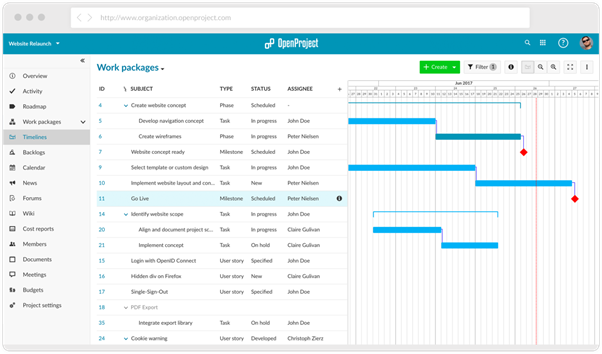 http://www.organization.openproject.com
Website Relaunch
OpenProject
Work packages
+ Create
Filter 1
Overview
Activity
Roadmap
Work packages
Timelines
Backlogs
Calendar
News
Forums
Wiki
Cost reports
Members
Documents
Meetings
Budgets
Project settings
ID SUBJECT TYPE STATUS ASSIGNEE +
Jun 2017
4 Create website concept Phase Scheduled -
5 Develop navigation concept Task In progress John Doe
6 Create wireframes Phase In progress Peter Nielsen
7 Website concept ready Milestone Scheduled John Doe
9 Select template or custom design Task In progress John Doe
10 Implement website layout and con... Task New Peter Nielsen
11 Go Live Milestone Scheduled Peter Nielsen
14 Identify website scope Task In progress John Doe
20 Align and document project sc... Task In progress Claire Gulivan
21 Implement concept Task On hold Claire Gulivan
15 Login with OpenID Connect User story Specified John Doe
16 Hidden div on Firefox User story New Claire Gulivan
17 Single-Sign-Out User story Specified John Doe
18 PDF Export
25 Integrate export library Task On hold John Doe
24 Cookie warning User story Developed Christoph Zierz